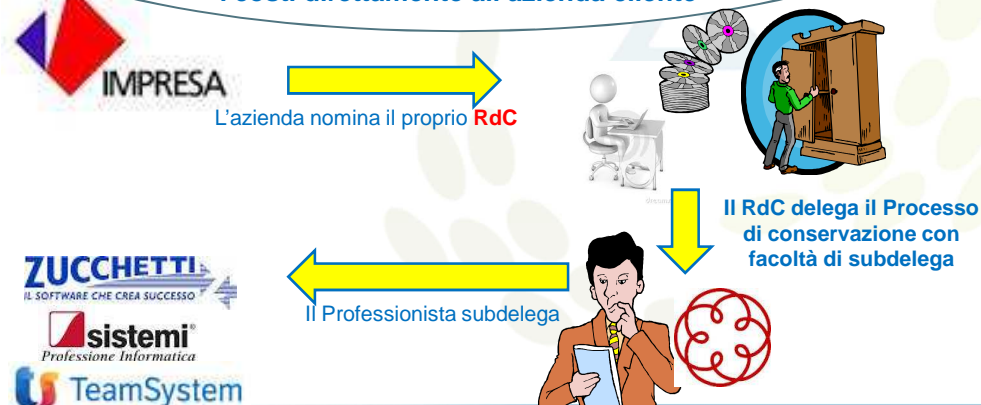 IMPRESA
L'azienda nomina il proprio RdC
Il RdC delega il Processo
di conservazione con
facoltà di subdelega
Il Professionista subdelega
ZUCCHETTI
IL SOFTWARE CHE CREA SUCCESSO
sistemi®
Professione Informatica
TeamSystem